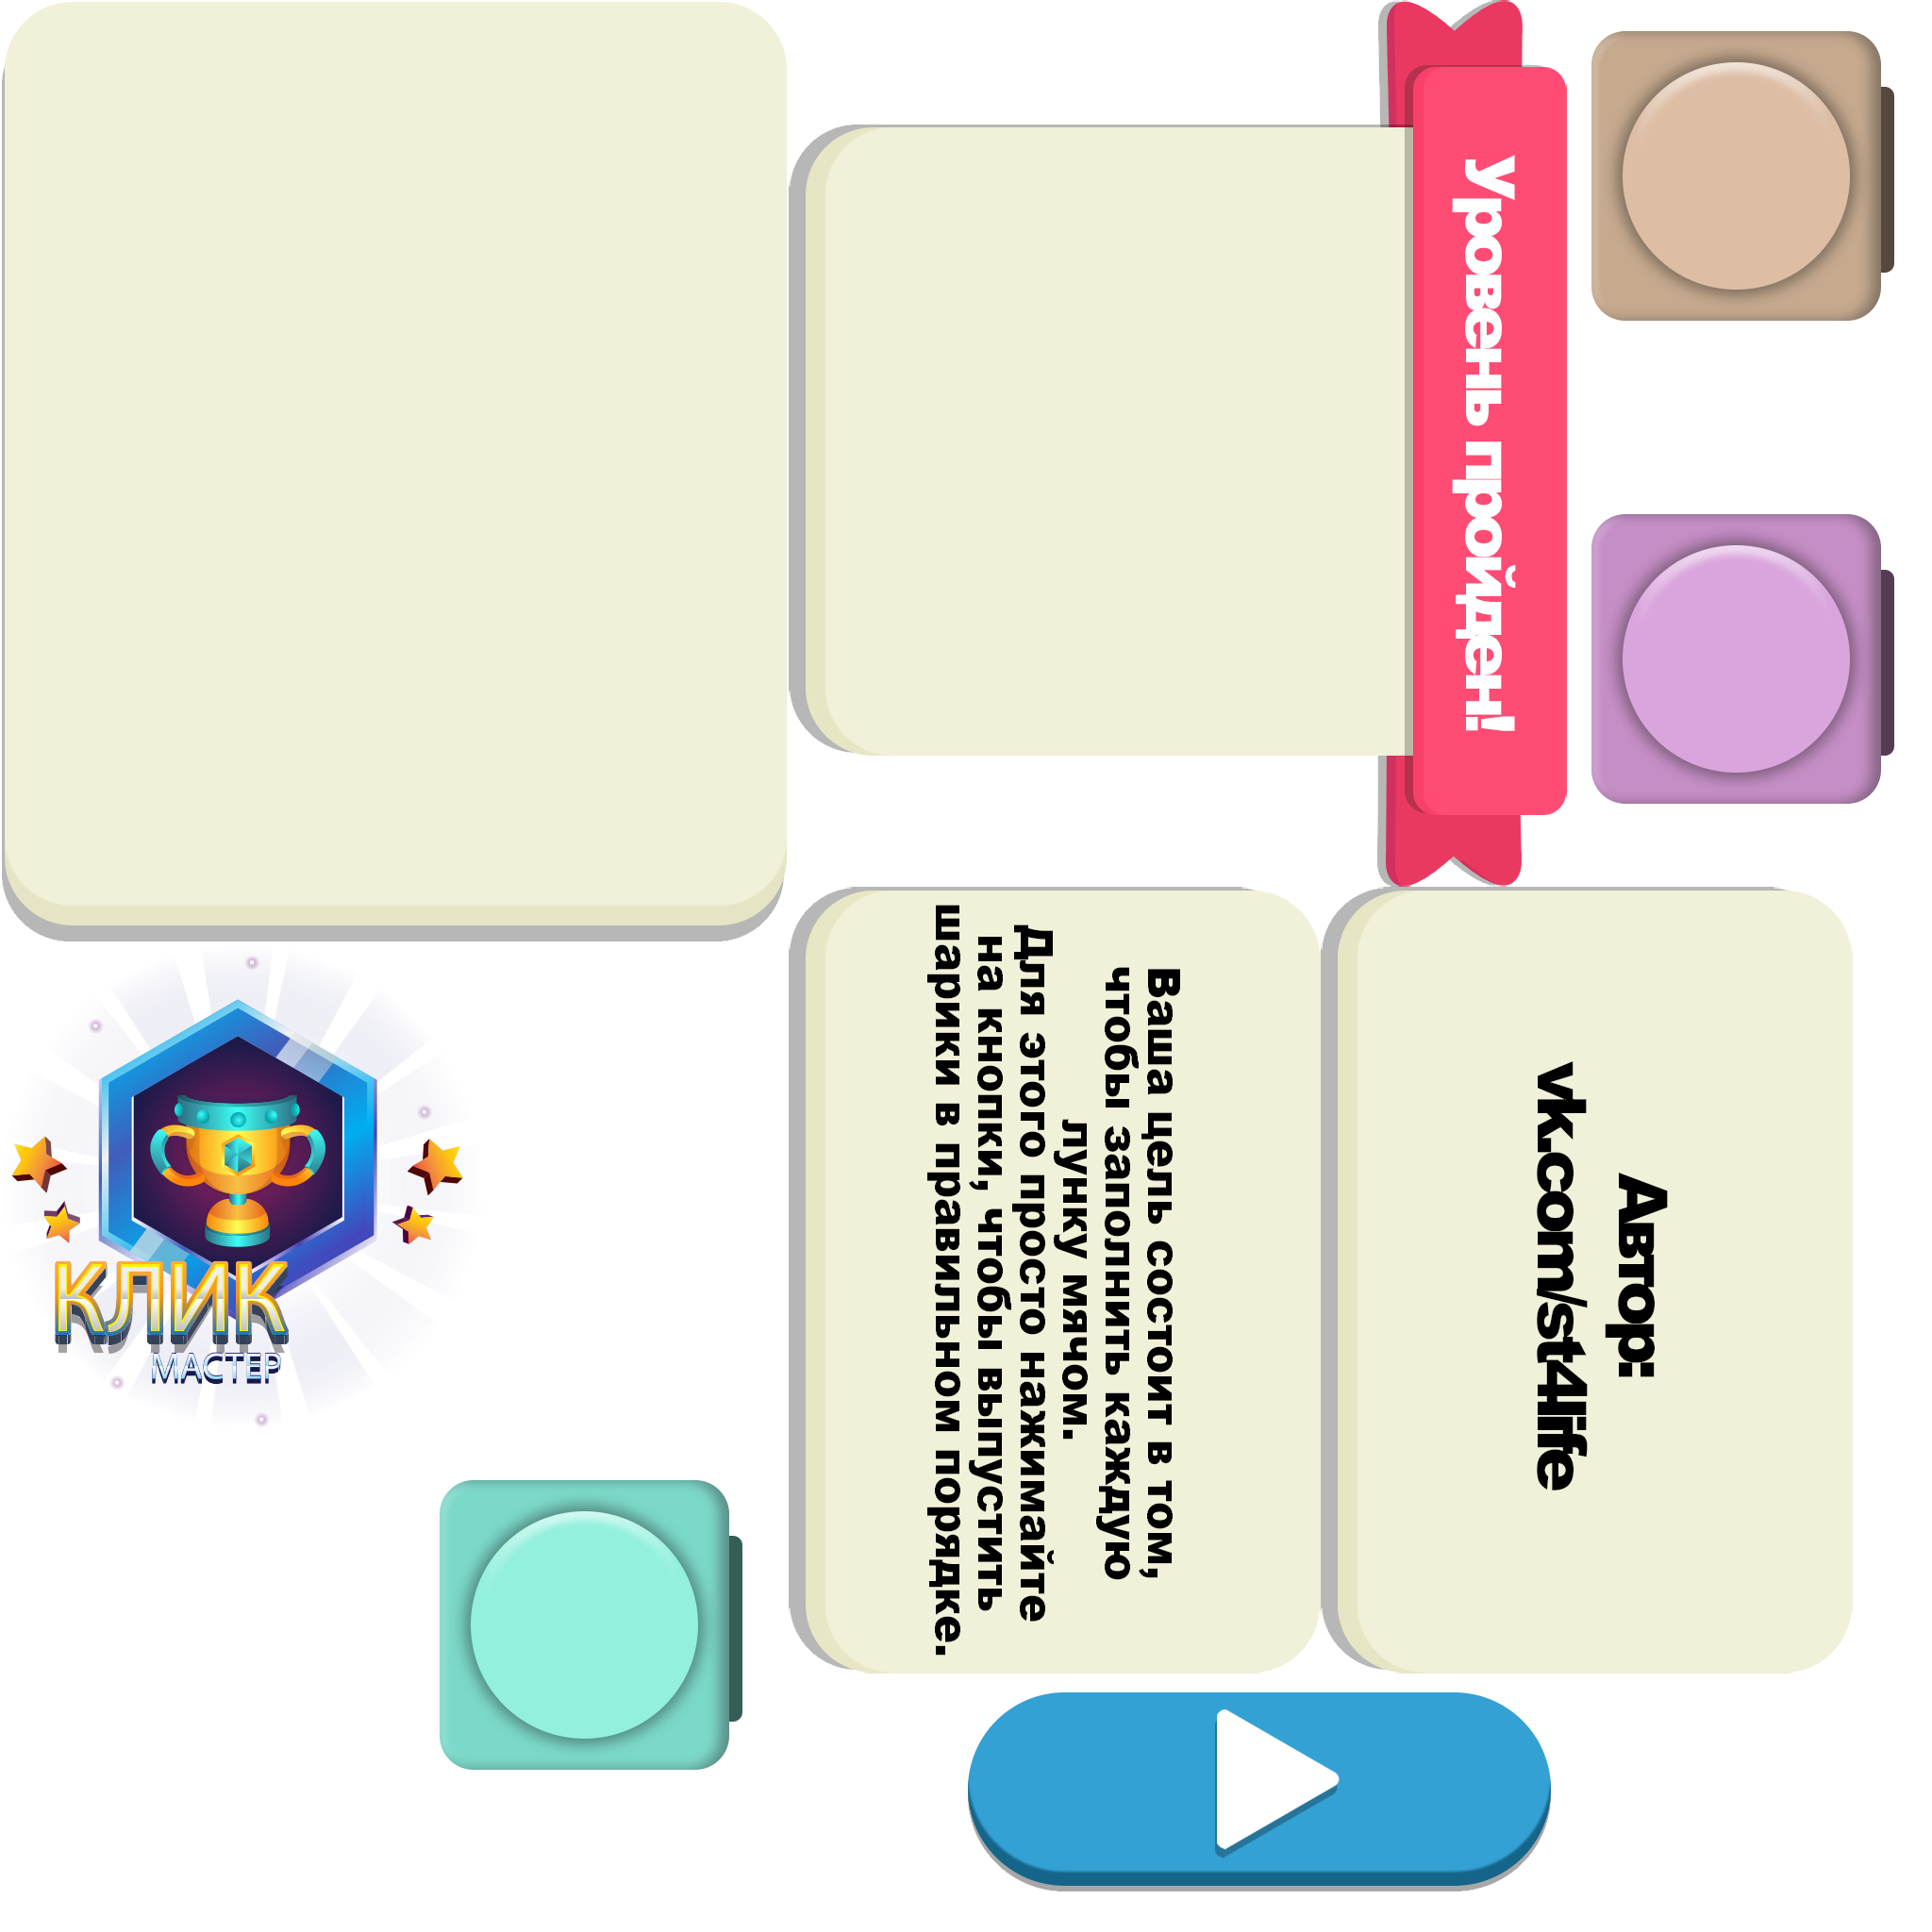 Уровень пройден!
Ваша цель состоит в том,
чтобы заполнить каждую
лунку мячом.
Для этого просто нажимайте
на кнопки, чтобы выпустить
шарики в правильном порядке.
Автор:
vk.com/st4life
КЛИК
МАСТЕР